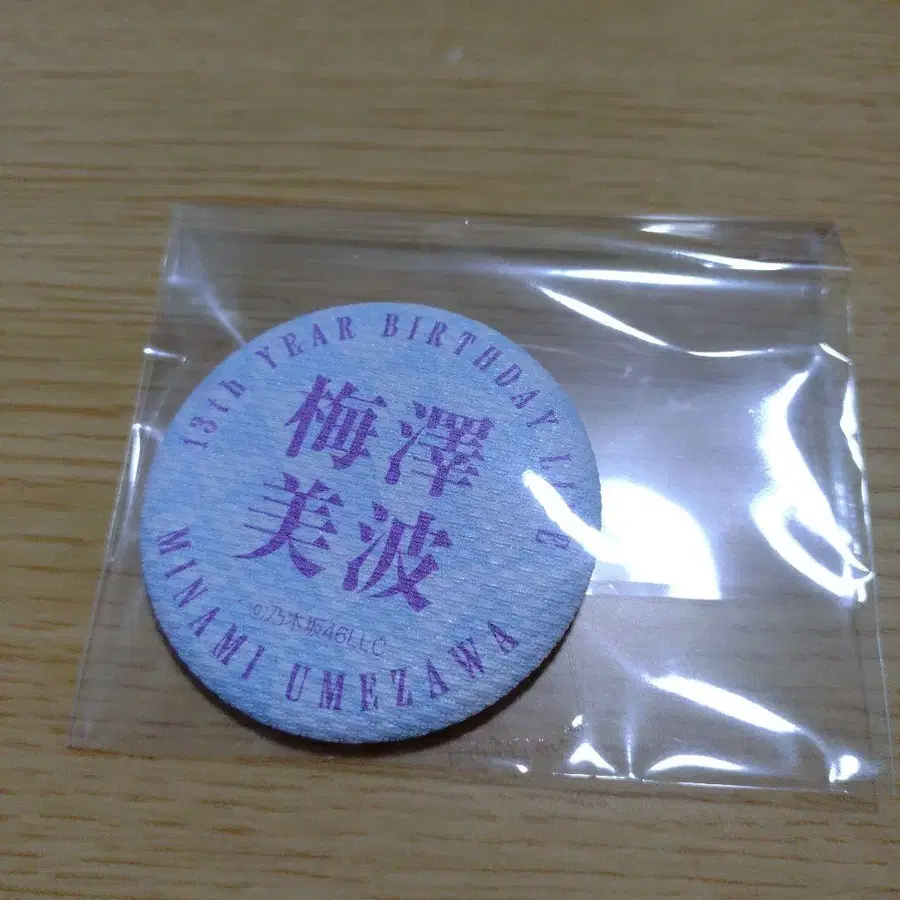 13th YEAR BIRTHDAY LIVE
梅澤
美波
©乃木坂46LLC
MINAMI UMEZAWA